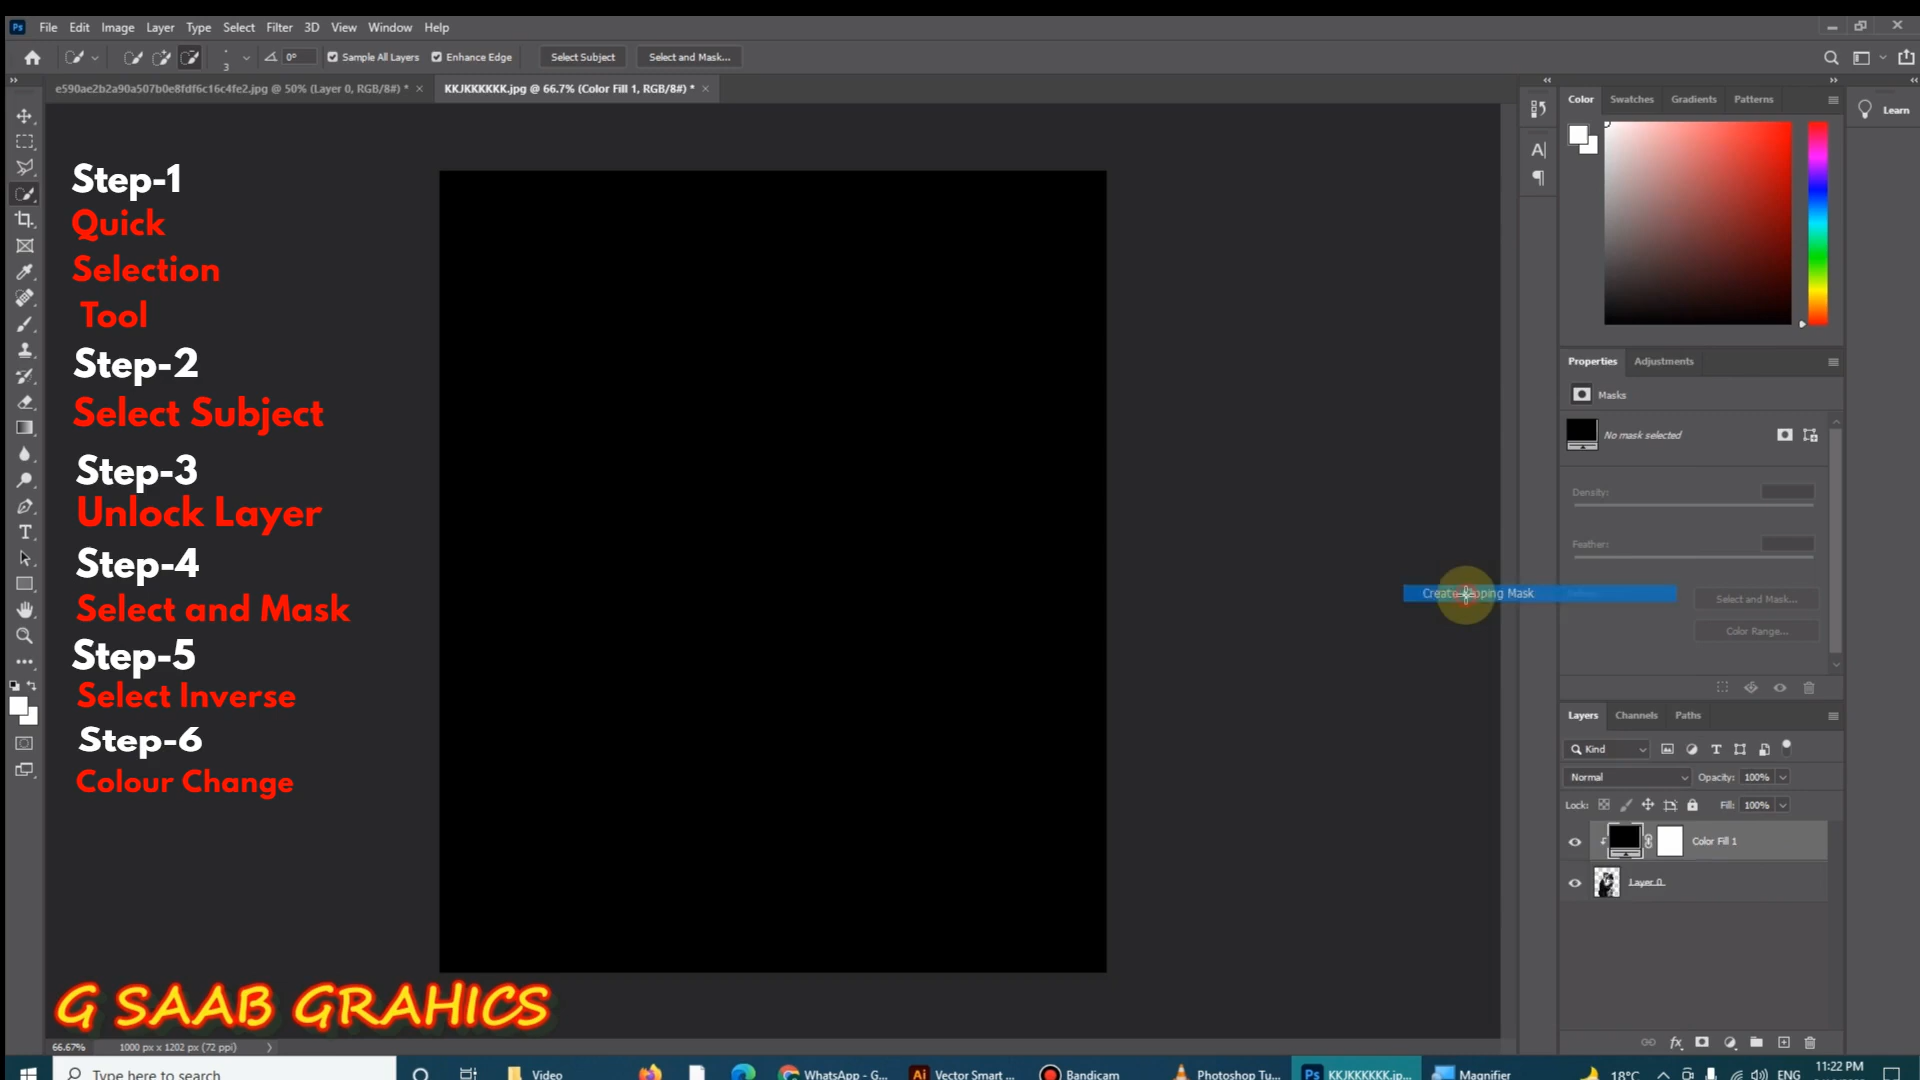 Ps File Edit Image Layer Type Select Filter 3D View Window Help
3 0° Sample All Layers Enhance Edge Select Subject Select and Mask...
e590ae2b2a90a507b0e8fdf6c16c4fe2.jpg @ 50% (Layer 0, RGB/8#) * KKJKKKKKK.jpg @ 66.7% (Color Fill 1, RGB/8#) *
Color Swatches Gradients Patterns
Learn
Step-1
Quick
Selection
Tool
Step-2
Select Subject
Step-3
Unlock Layer
Step-4
Select and Mask
Step-5
Select Inverse
Step-6
Colour Change
Properties Adjustments
Masks
No mask selected
Density:
Feather:
Create Mask
Select and Mask...
Color Range...
Layers Channels Paths
Kind
Normal Opacity: 100%
Lock: Fill: 100%
Color Fill 1
Layer 0
G SAAB GRAHICS
66.67% 1000 px x 1202 px (72 ppi)
Type here to search
Video WhatsApp - G... Ai Vector Smart ... Bandicam Photoshop Tu... Ps KKJKKKKKK.jp... Magnifier 18°C ENG
11:22 PM